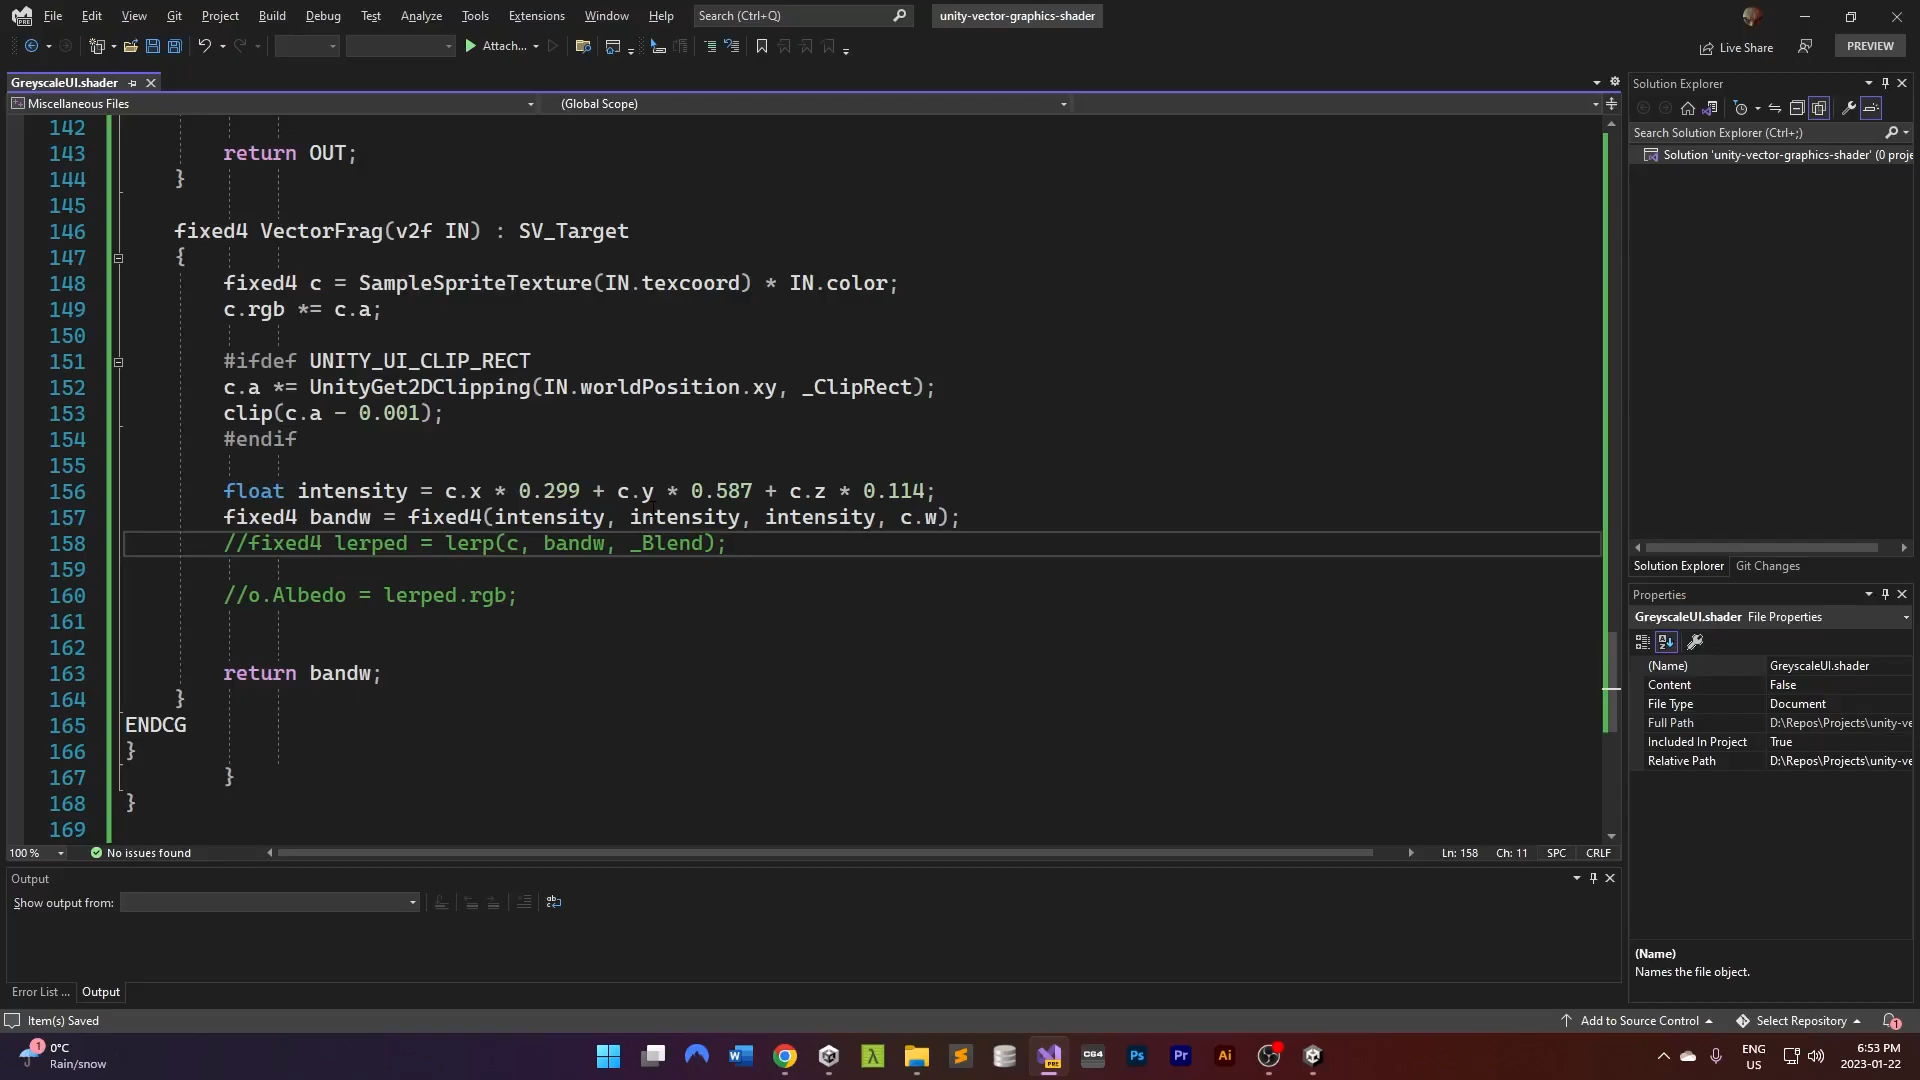 File Edit View Git Project Build Debug Test Analyze Tools Extensions Window Help Search (Ctrl+Q) unity-vector-graphics-shader
Attach... Live Share PREVIEW
GreyscaleUI.shader
Miscellaneous Files (Global Scope)
142
143 return OUT;
144 }
145
146 fixed4 VectorFrag(v2f IN) : SV_Target
147 {
148 fixed4 c = SampleSpriteTexture(IN.texcoord) * IN.color;
149 c.rgb *= c.a;
150
151 #ifdef UNITY_UI_CLIP_RECT
152 c.a *= UnityGet2DClipping(IN.worldPosition.xy, _ClipRect);
153 clip(c.a - 0.001);
154 #endif
155
156 float intensity = c.x * 0.299 + c.y * 0.587 + c.z * 0.114;
157 fixed4 bandw = fixed4(intensity, intensity, intensity, c.w);
158 //fixed4 lerped = lerp(c, bandw, _Blend);
159
160 //o.Albedo = lerped.rgb;
161
162
163 return bandw;
164 }
165 ENDCG
166 }
167 }
168 }
169
100 % No issues found Ln: 158 Ch: 11 SPC CRLF
Output
Show output from:
Error List ... Output
Solution Explorer
Search Solution Explorer (Ctrl+;)
Solution 'unity-vector-graphics-shader' (0 proje
Solution Explorer Git Changes
Properties
GreyscaleUI.shader File Properties
(Name) GreyscaleUI.shader
Content False
File Type Document
Full Path D:\Repos\Projects\unity-ve
Included In Project True
Relative Path D:\Repos\Projects\unity-ve
(Name)
Names the file object.
Item(s) Saved Add to Source Control Select Repository 1
1 0°C
Rain/snow
PRE CG4 Ps Pr Ai
ENG
US
6:53 PM
2023-01-22